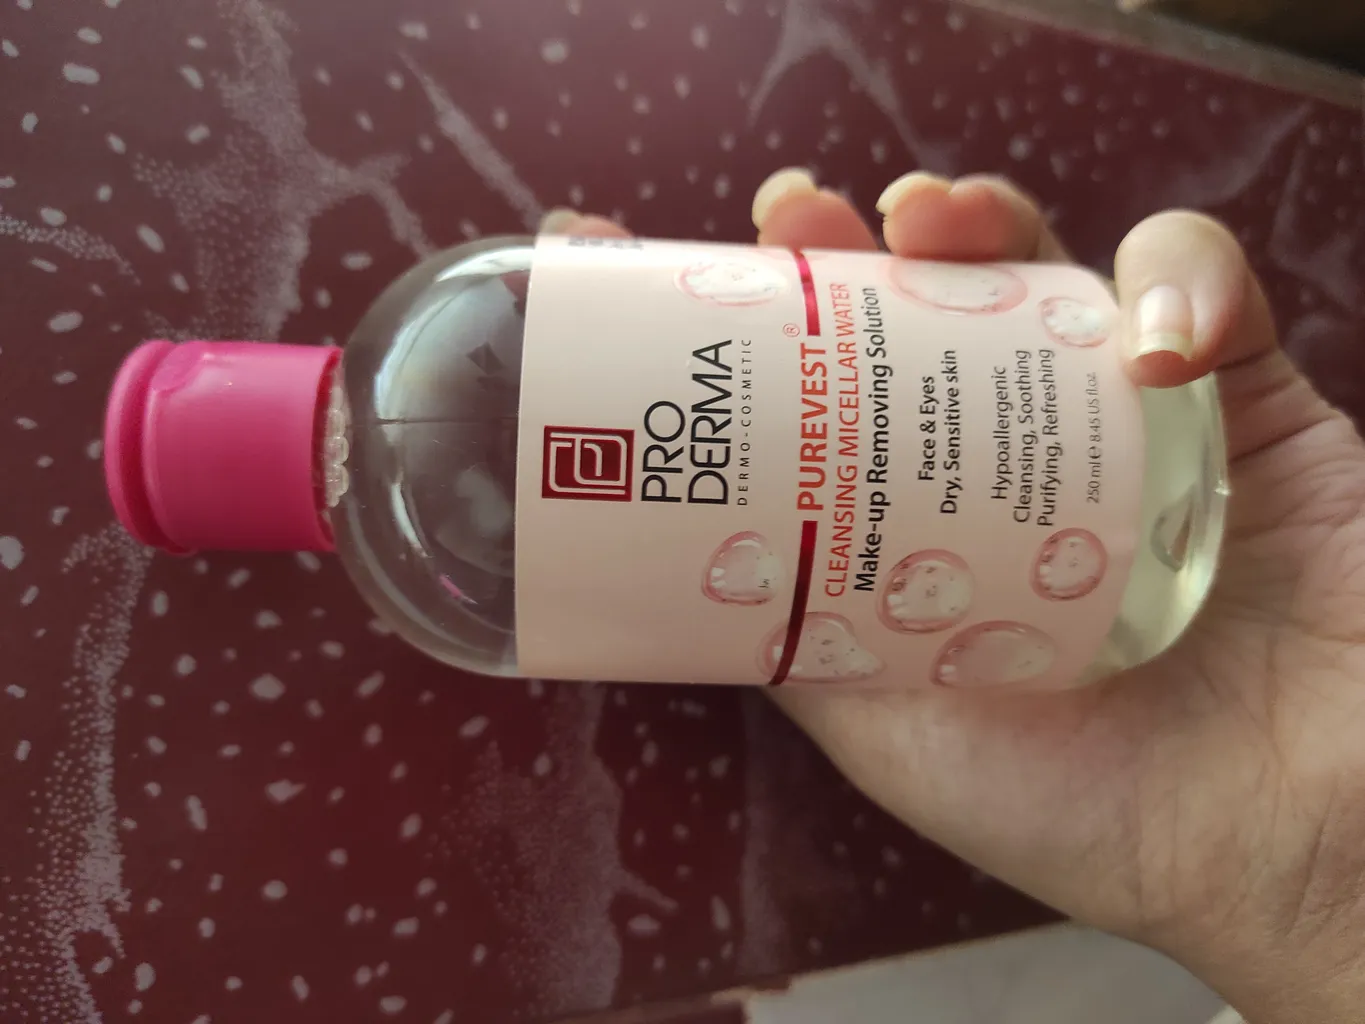 PRO
DERMA
DERMO-COSMETIC
PUREVEST®
CLEANSING MICELLAR WATER
Make-up Removing Solution
Face & Eyes
Dry, Sensitive skin
Hypoallergenic
Cleansing, Soothing
Purifying, Refreshing
250 ml ℮ 8.45 US fl.oz.